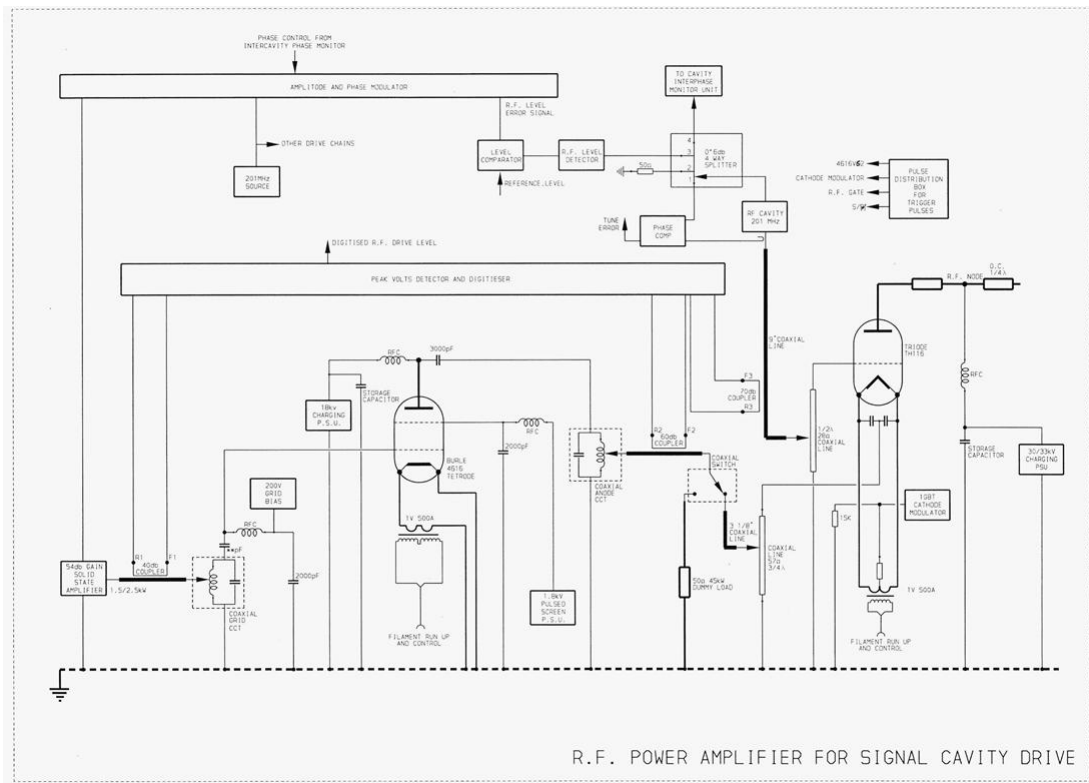 PHASE CONTROL FROM
INTERCAVITY PHASE MONITOR
AMPLITODE AND PHASE MODULATOR
R.F. LEVEL
ERROR SIGNAL
OTHER DRIVE CHAINS
201MHz
SOURCE
LEVEL
COMPARATOR
R.F. LEVEL
DETECTOR
REFERENCE.LEVEL
50Ω
TO CAVITY
INTERPHASE
MONITOR UNIT
4
3
2
1
0°6db
4 WAY
SPLITTER
TUNE
ERROR
PHASE
COMP
RF CAVITY
201 MHz
CATHODE MODULATOR
R.F. GATE
PULSE
DISTRIBUTION
BOX
FOR
TRIGGER
PULSES
DIGITISED R.F. DRIVE LEVEL
PEAK VOLTS DETECTOR AND DIGITIESER
R.F. NODE
O.C.
1/4λ
9"COAXIAL
LINE
TRIODE
TH116
RFC
3000pF
STORAGE
CAPACITOR
18kv
CHARGING
P.S.U.
BURLE
4616
TETRODE
2000pF
RFC
F3
70db
COUPLER
R3
R2
60db
COUPLER
F2
COAXIAL
SWITCH
COAXIAL
ANODE
CCT
1/2λ
26Ω
COAXIAL
LINE
RFC
STORAGE
CAPACITOR
30/33kV
CHARGING
PSU
200V
GRID
BIAS
RFC
**pF
2000pF
1V 500A
FILAMENT RUN UP
AND CONTROL
1.8kV
PULSED
SCREEN
P.S.U.
3 1/8"
COAXIAL
LINE
COAXIAL
LINE
57Ω
3/4λ
50Ω 45kW
DUMMY LOAD
15K
IGBT
CATHODE
MODULATOR
1V 500A
FILAMENT RUN UP
AND CONTROL
54db GAIN
SOLID
STATE
AMPLIFIER
R1
40db
COUPLER
F1
1.5/2.5kW
COAXIAL
GRID
CCT
R.F. POWER AMPLIFIER FOR SIGNAL CAVITY DRIVE